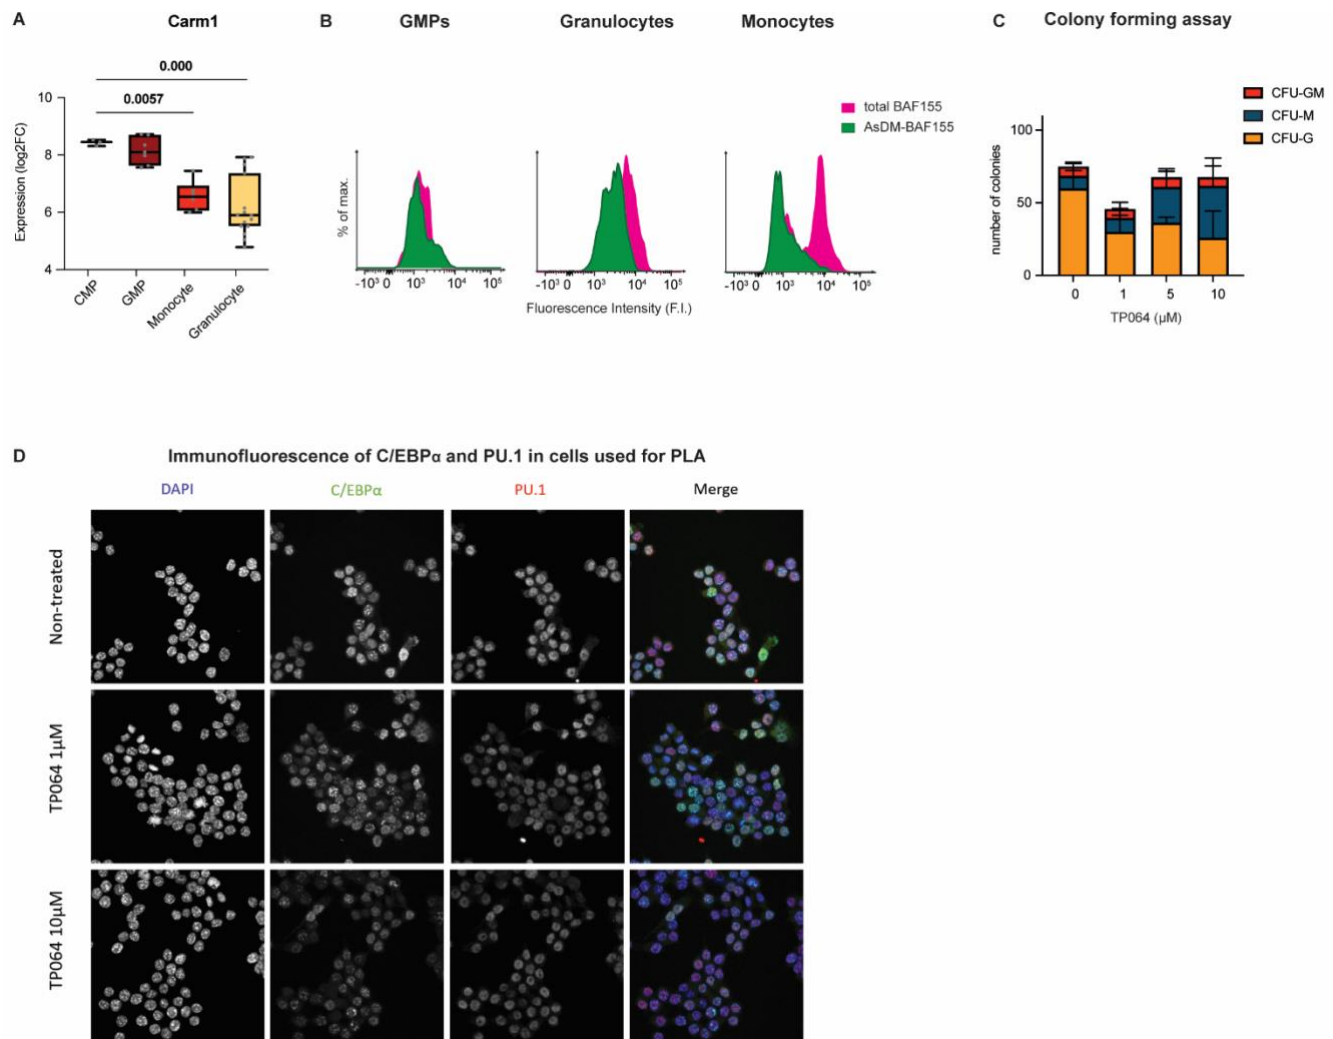 A
Carm1
0.000
0.0057
10
8
6
4
Expression (log2FC)
CMP
GMP
Monocyte
Granulocyte
B
GMPs
Granulocytes
Monocytes
total BAF155
AsDM-BAF155
% of max.
-10³ 0 10³ 10⁴ 10⁵
-10³ 0 10³ 10⁴ 10⁵
-10³ 0 10³ 10⁴ 10⁵
Fluorescence Intensity (F.I.)
C
Colony forming assay
CFU-GM
CFU-M
CFU-G
100
50
0
number of colonies
0 1 5 10
TP064 (µM)
D
Immunofluorescence of C/EBPα and PU.1 in cells used for PLA
DAPI
C/EBPα
PU.1
Merge
Non-treated
TP064 1µM
TP064 10µM